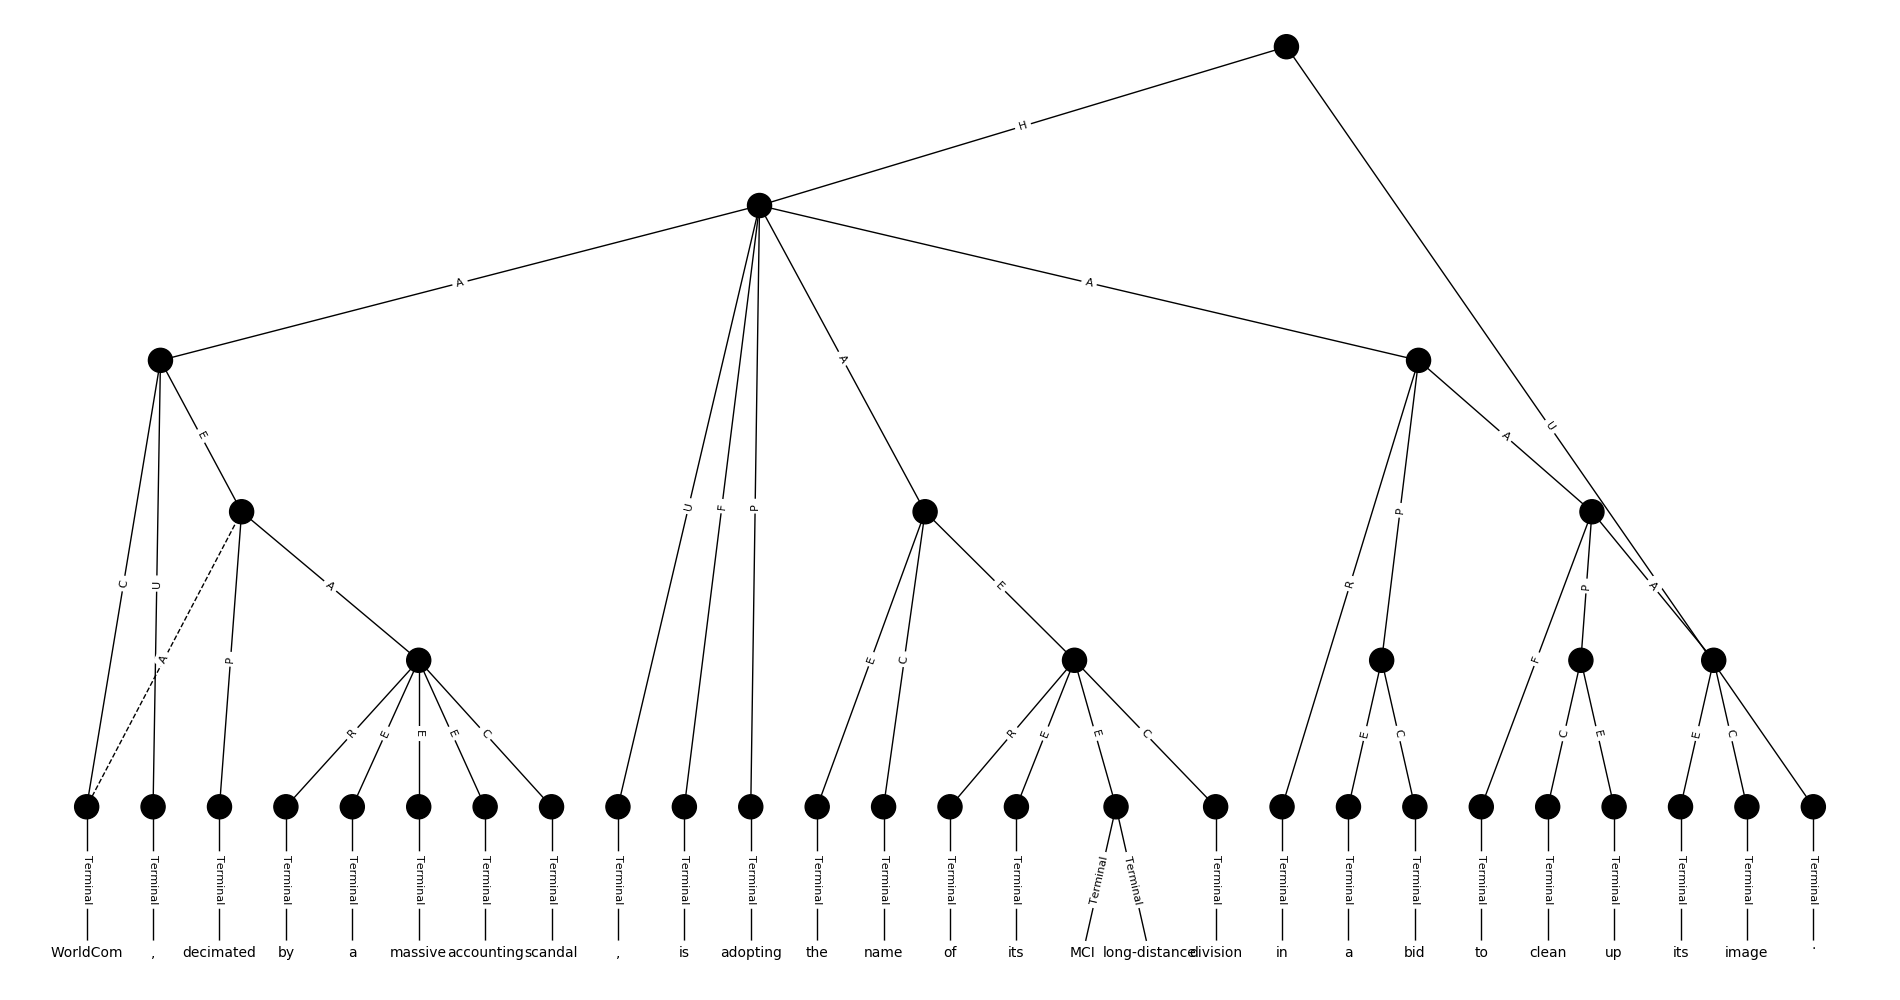 H
A A
U
A
E A
U F P P
C U A E R A P
A P E C F
R E E E C R E E C E C C E E C
Terminal Terminal Terminal Terminal Terminal Terminal Terminal Terminal Terminal Terminal Terminal Terminal Terminal Terminal Terminal Terminal Terminal Terminal Terminal Terminal Terminal Terminal Terminal Terminal Terminal Terminal Terminal
WorldCom , decimated by a massive accounting scandal , is adopting the name of its MCI long-distance division in a bid to clean up its image .